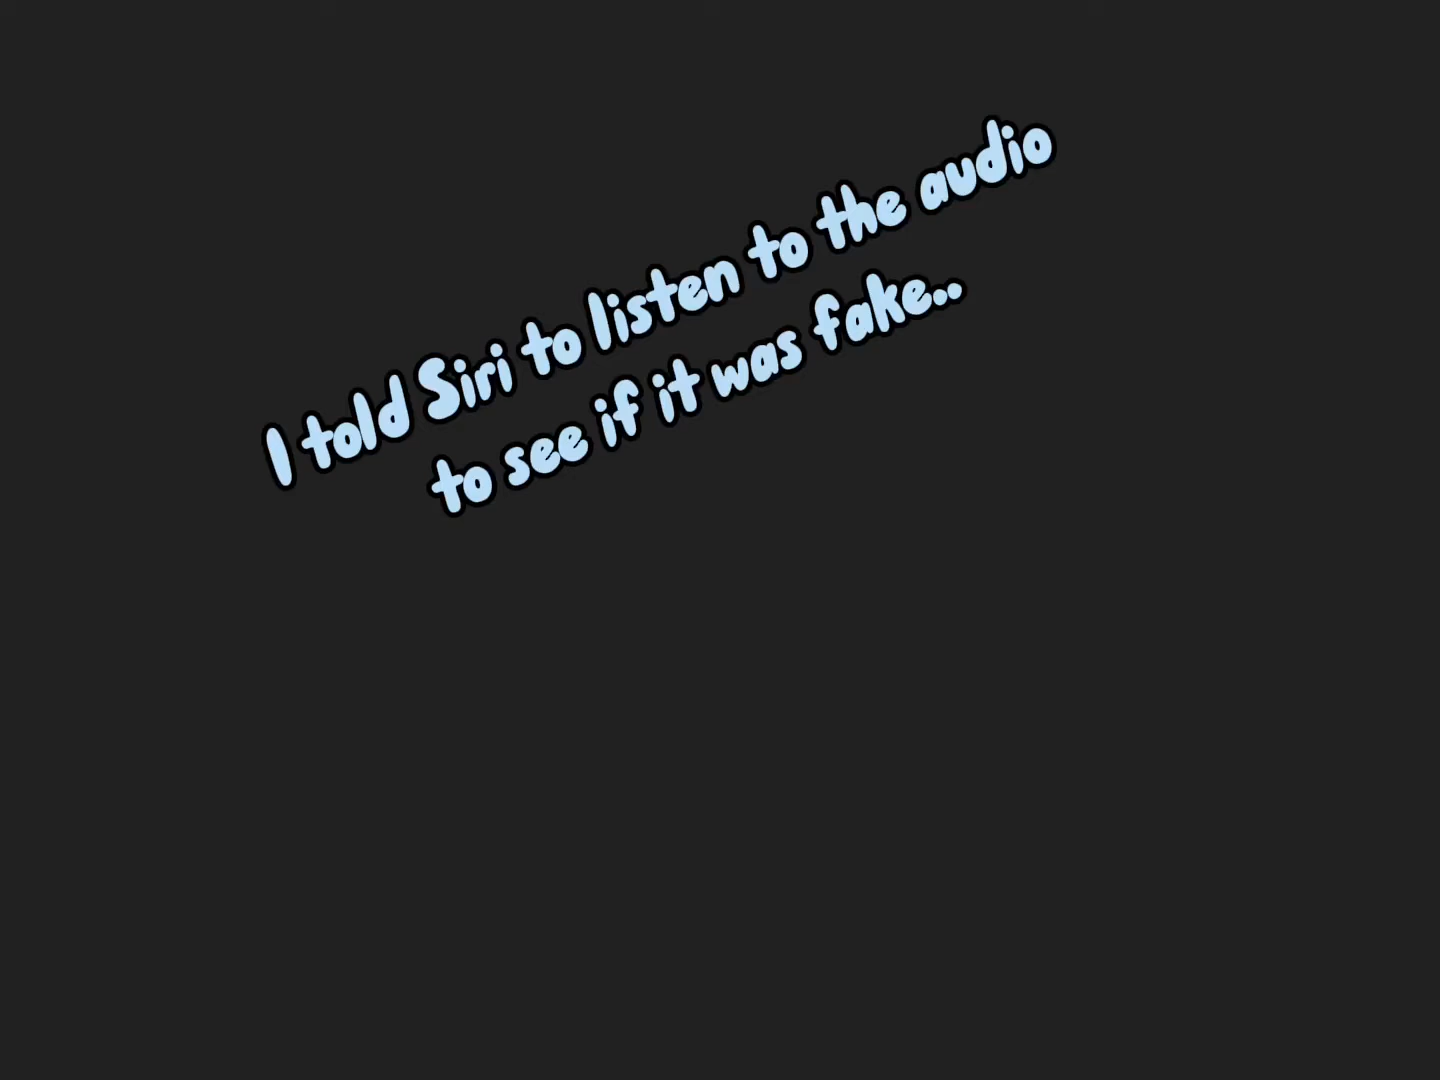 I told Siri to listen to the audio
to see if it was fake..